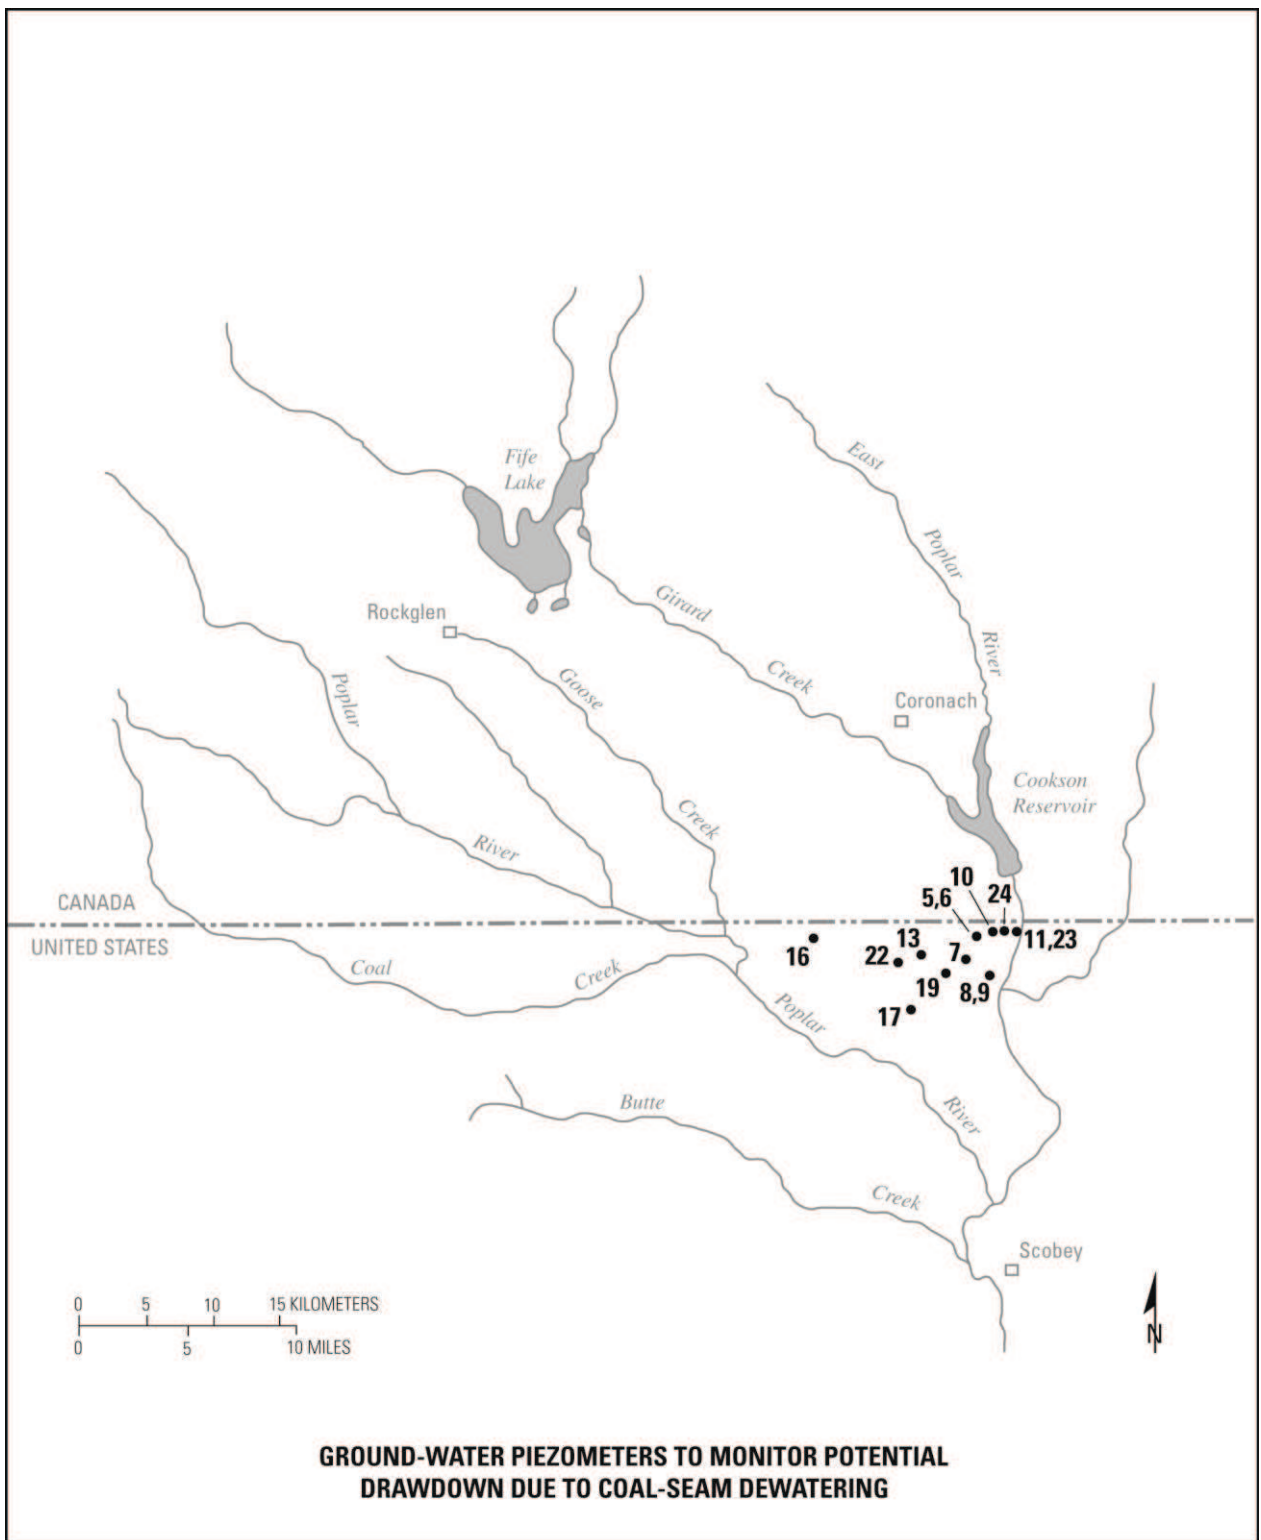 Fife
Lake
East
Poplar
River
Girard
Creek
Rockglen
Goose
Creek
Poplar
River
Coronach
Cookson
Reservoir
CANADA
UNITED STATES
10
24
5,6
11,23
16
22
13
7
19
8,9
17
Coal
Creek
Poplar
River
Butte
Creek
Scobey
0 5 10 15 KILOMETERS
0 5 10 MILES
N
GROUND-WATER PIEZOMETERS TO MONITOR POTENTIAL
DRAWDOWN DUE TO COAL-SEAM DEWATERING